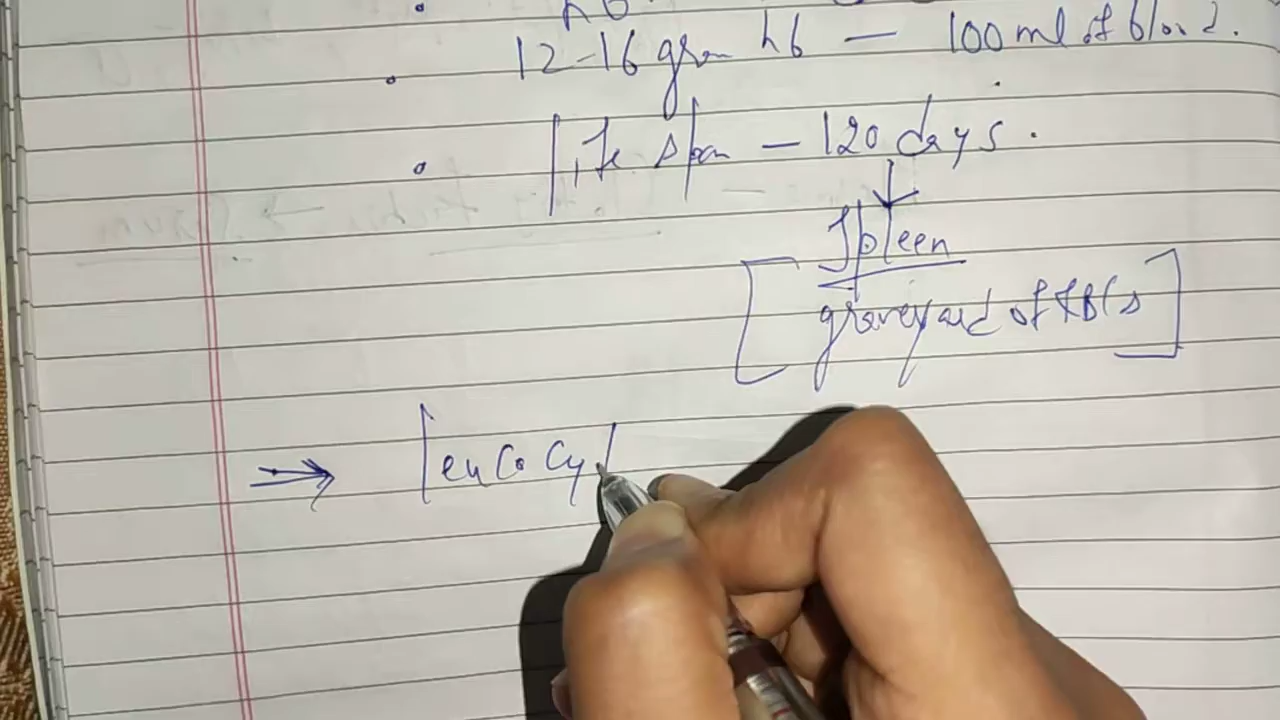 12-16 gram hb — 100 ml of blood.
life span — 120 days.
↓
Spleen
[graveyard of RBCs]
⇒ leucocyt